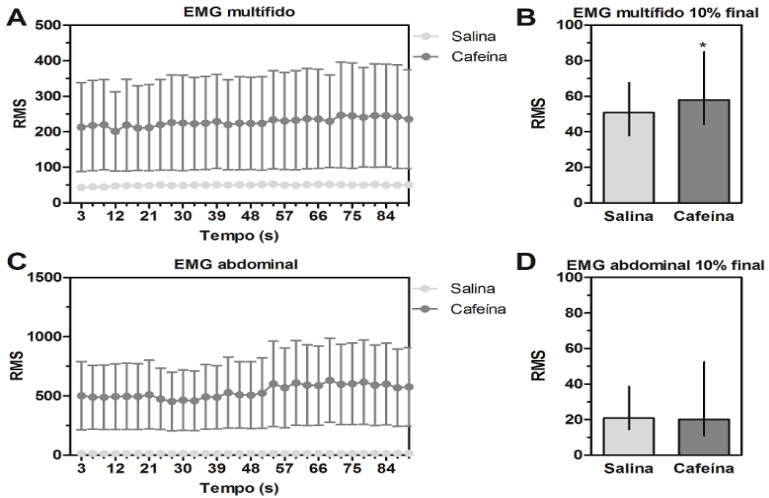 A
EMG multífido
Salina
Cafeína
500
400
300
200
100
0
RMS
3 12 21 30 39 48 57 66 75 84
Tempo (s)
B
EMG multífido 10% final
100
80
60
40
20
0
RMS
*
Salina Cafeína
C
EMG abdominal
Salina
Cafeína
1500
1000
500
0
RMS
3 12 21 30 39 48 57 66 75 84
Tempo (s)
D
EMG abdominal 10% final
100
80
60
40
20
0
RMS
Salina Cafeína